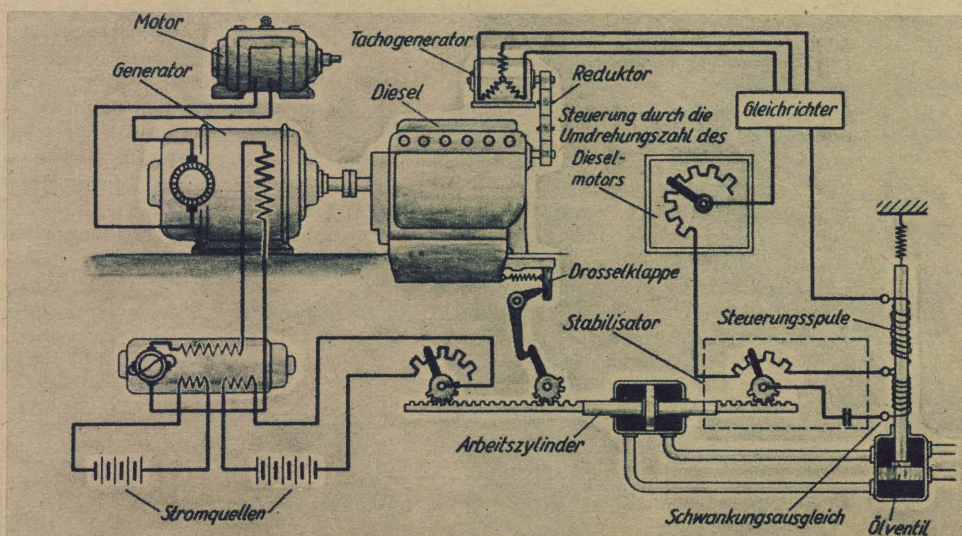 Motor
Generator
Tachogenerator
Diesel
Reduktor
Steuerung durch die
Umdrehungszahl des
Diesel-
motors
Gleichrichter
Drosselklappe
Stabilisator
Steuerungsspule
Arbeitszylinder
Stromquellen
Schwankungsausgleich
Ölventil